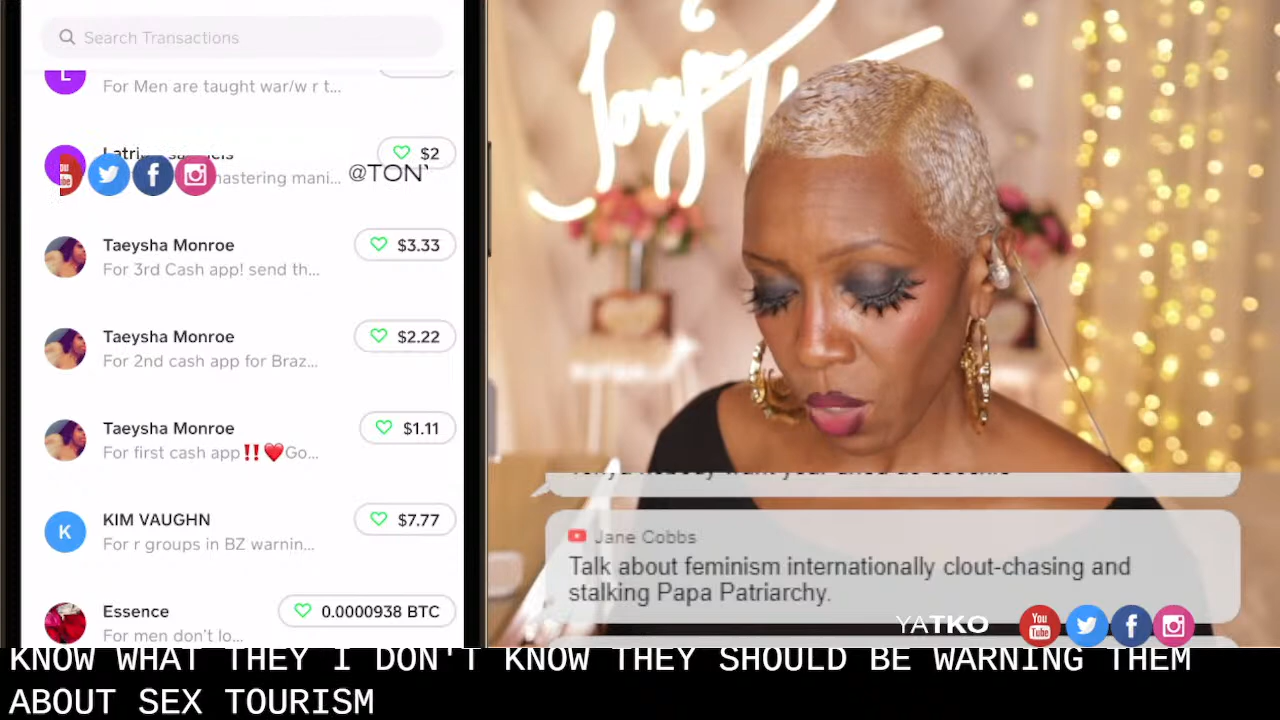 Search Transactions
L
For Men are taught war/w r t...
$2
mastering mani...
@TON
You
Taeysha Monroe
$3.33
For 3rd Cash app! send th...
Taeysha Monroe
$2.22
For 2nd cash app for Braz...
Taeysha Monroe
$1.11
For first cash app‼️❤️Go...
K
KIM VAUGHN
$7.77
For r groups in BZ warnin...
Essence
0.0000938 BTC
For men don't lo...
Jane Cobbs
Talk about feminism internationally clout-chasing and
stalking Papa Patriarchy.
YATKO
You
Tube
KNOW WHAT THEY I DON'T KNOW THEY SHOULD BE WARNING THEM
ABOUT SEX TOURISM